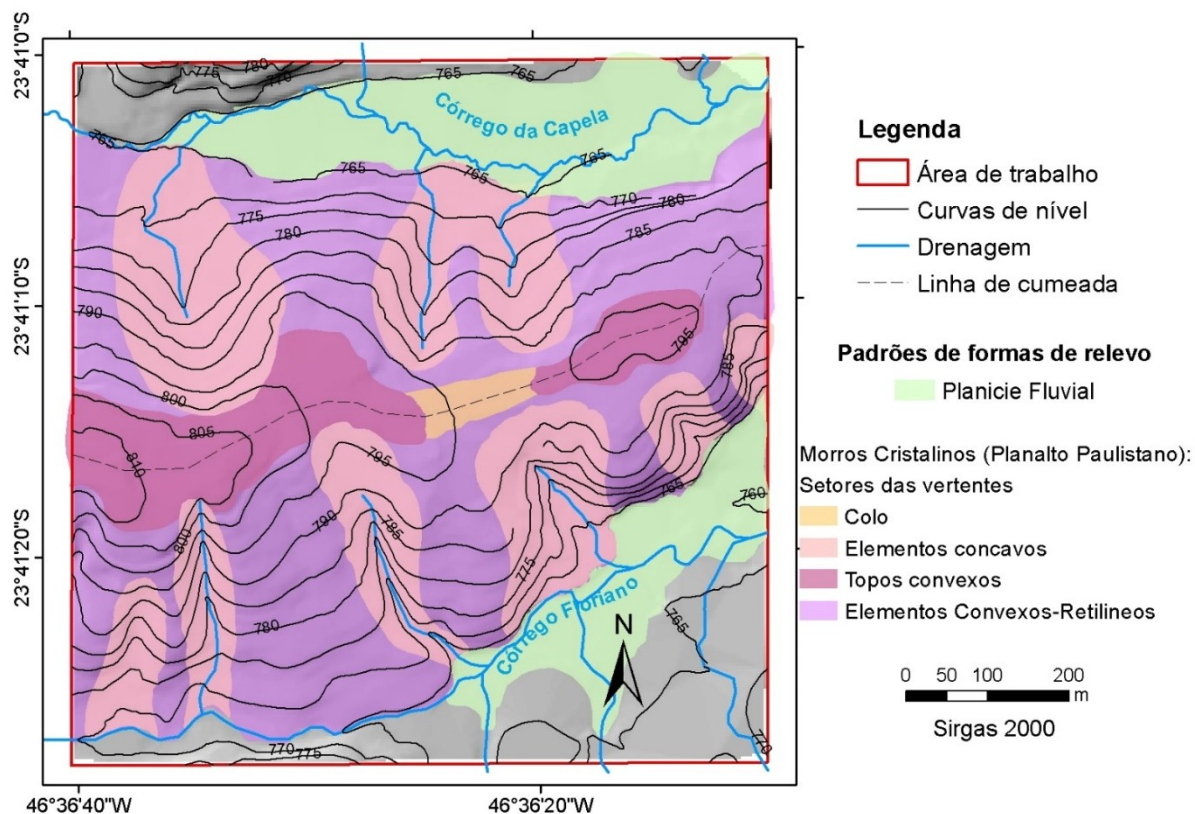 23°41'0"S
23°41'10"S
23°41'20"S
46°36'40"W
46°36'20"W
775
780
770
765
765
765
Córrego da Capela
765
765
765
770
780
775
780
785
790
795
785
800
805
810
795
800
790
785
765
760
775
780
Córrego Floriano
765
N
770
775
770
Legenda
Área de trabalho
Curvas de nível
Drenagem
Linha de cumeada
Padrões de formas de relevo
Planicie Fluvial
Morros Cristalinos (Planalto Paulistano):
Setores das vertentes
Colo
Elementos concavos
Topos convexos
Elementos Convexos-Retilineos
0 50 100 200
m
Sirgas 2000